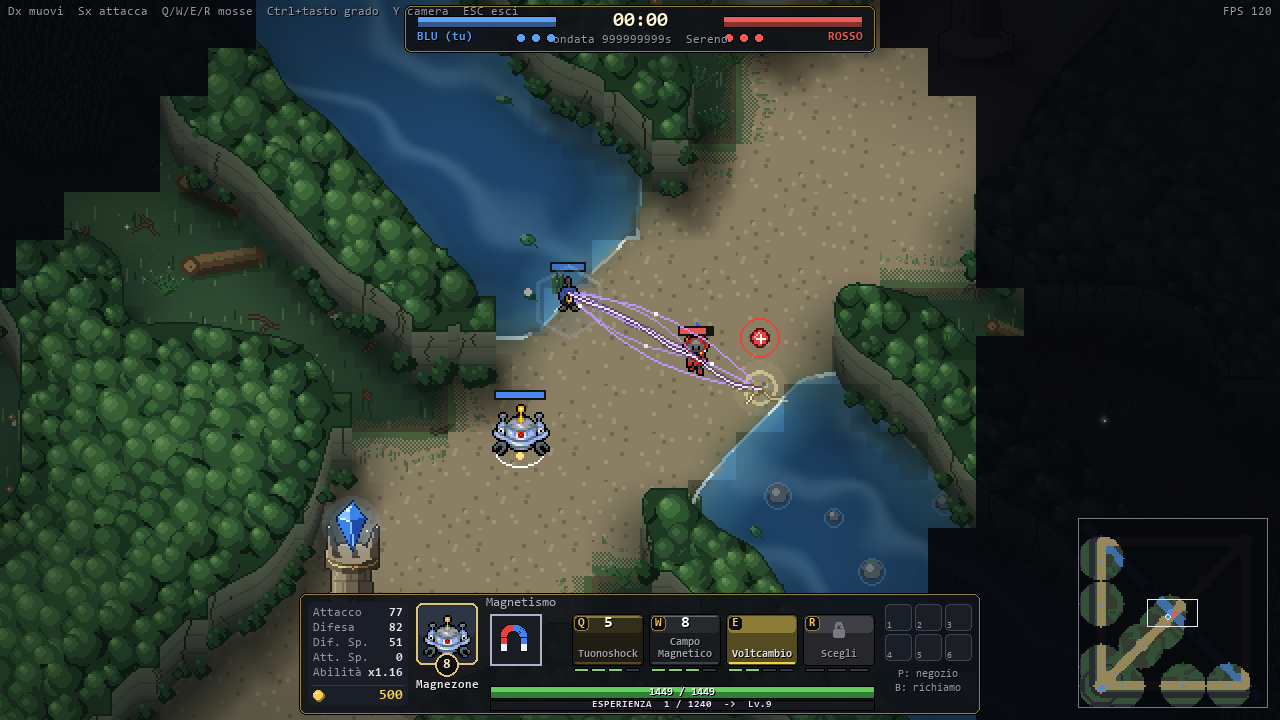 Dx muovi  Sx attacca  Q/W/E/R mosse  Ctrl+tasto grado  Y camera  ESC esci
FPS 120
00:00
BLU (tu)
ROSSO
ondata 999999999s  Sereno
Attacco 77
Difesa 82
Dif. Sp. 51
Att. Sp. 0
Abilità x1.16
500
8
Magnezone
Magnetismo
Q 5
Tuonoshock
W 8
Campo
Magnetico
E
Voltcambio
R
Scegli
1 2 3
4 5 6
P: negozio
B: richiamo
1449 / 1449
ESPERIENZA 1 / 1240 -> Lv.9